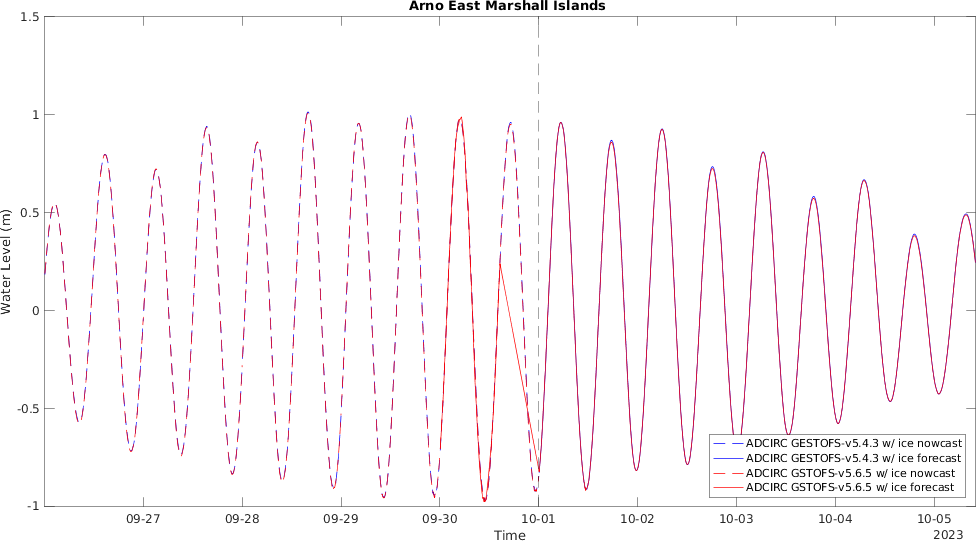 Arno East Marshall Islands
1.5
1
0.5
0
-0.5
-1
Water Level (m)
ADCIRC GESTOFS-v5.4.3 w/ ice nowcast
ADCIRC GESTOFS-v5.4.3 w/ ice forecast
ADCIRC GSTOFS-v5.6.5 w/ ice nowcast
ADCIRC GSTOFS-v5.6.5 w/ ice forecast
09-27 09-28 09-29 09-30 10-01 10-02 10-03 10-04 10-05
Time
2023